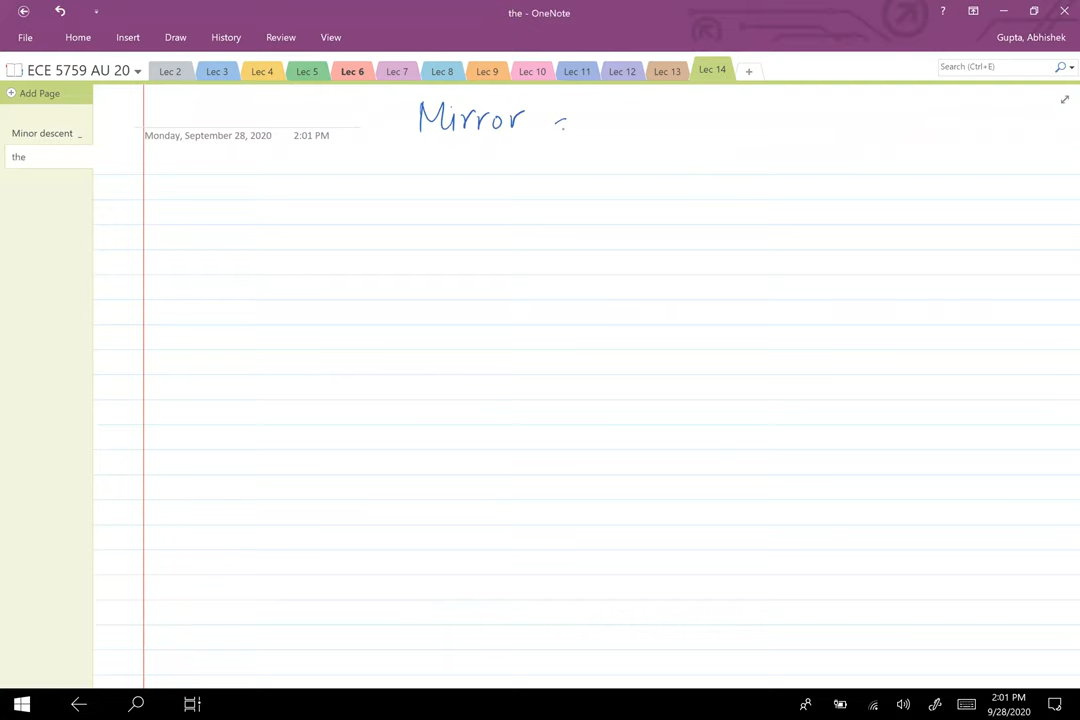 the - OneNote
File Home Insert Draw History Review View
Gupta, Abhishek
ECE 5759 AU 20
Lec 2 Lec 3 Lec 4 Lec 5 Lec 6 Lec 7 Lec 8 Lec 9 Lec 10 Lec 11 Lec 12 Lec 13 Lec 14
Search (Ctrl+E)
Add Page
Minor descent _
the
Mirror
Monday, September 28, 2020 2:01 PM
2:01 PM
9/28/2020